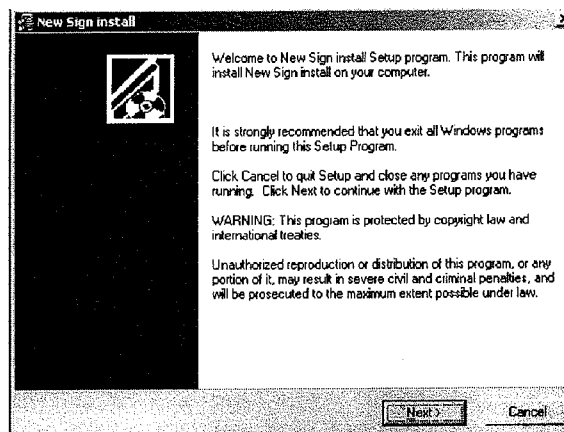 New Sign install
Welcome to New Sign install Setup program. This program will
install New Sign install on your computer.
It is strongly recommended that you exit all Windows programs
before running this Setup Program.
Click Cancel to quit Setup and close any programs you have
running. Click Next to continue with the Setup program.
WARNING: This program is protected by copyright law and
international treaties.
Unauthorized reproduction or distribution of this program, or any
portion of it, may result in severe civil and criminal penalties, and
will be prosecuted to the maximum extent possible under law.
Next >
Cancel